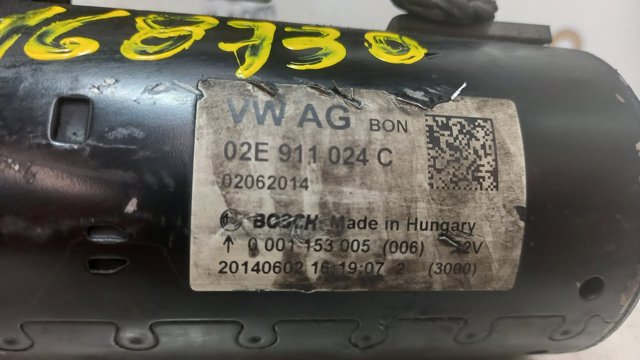 168730
VW AG BON
02E 911 024 C
02062014
BOSCH Made in Hungary
↑ 0 001 153 005 (006) 12V
20140602 16:19:07 2 (3000)